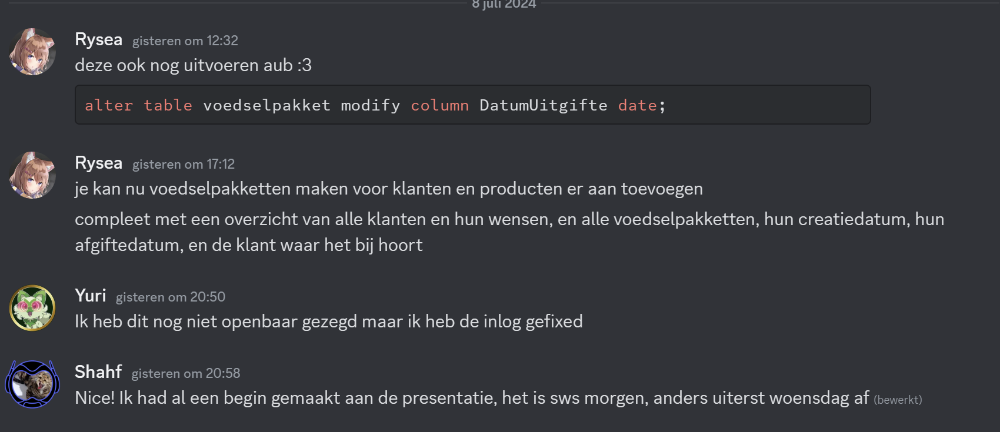 8 juli 2024
Rysea gisteren om 12:32
deze ook nog uitvoeren aub :3
alter table voedselpakket modify column DatumUitgifte date;
Rysea gisteren om 17:12
je kan nu voedselpakketten maken voor klanten en producten er aan toevoegen
compleet met een overzicht van alle klanten en hun wensen, en alle voedselpakketten, hun creatiedatum, hun
afgiftedatum, en de klant waar het bij hoort
Yuri gisteren om 20:50
Ik heb dit nog niet openbaar gezegd maar ik heb de inlog gefixed
Shahf gisteren om 20:58
Nice! Ik had al een begin gemaakt aan de presentatie, het is sws morgen, anders uiterst woensdag af (bewerkt)